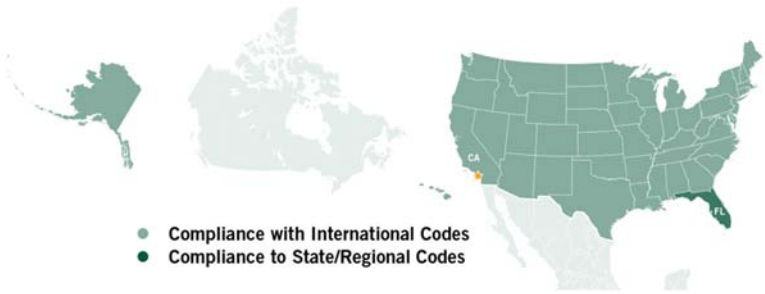 CA
FL
Compliance with International Codes
Compliance to State/Regional Codes